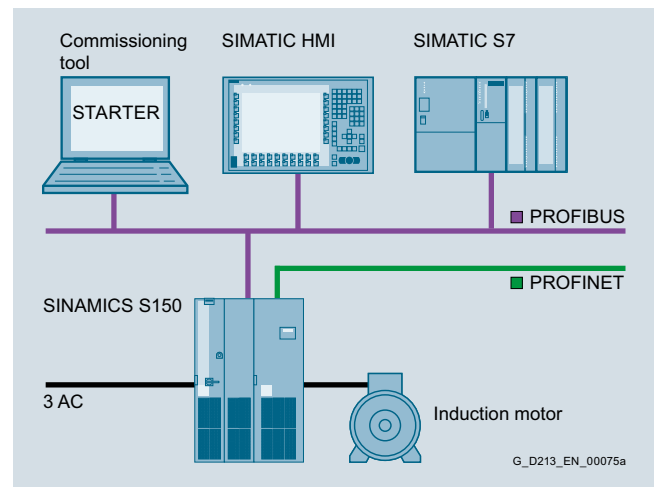 Commissioning
tool
SIMATIC HMI
SIMATIC S7
STARTER
PROFIBUS
PROFINET
SINAMICS S150
3 AC
Induction motor
G_D213_EN_00075a